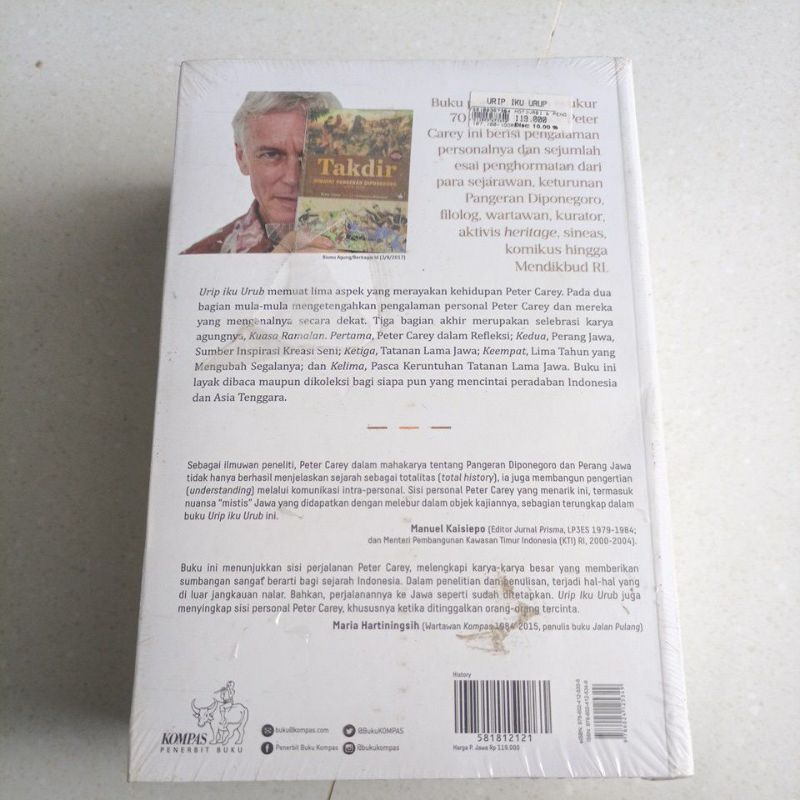 URIP IKU URUP
119.000
Buku
ukur
70
Peter
Carey ini berisi pengalaman
personalnya dan sejumlah
esai penghormatan dari
para sejarawan, keturunan
Pangeran Diponegoro,
filolog, wartawan, kurator,
aktivis heritage, sineas,
komikus hingga
Mendikbud RI.
Takdir
RIWAYAT PANGERAN DIPONEGORO
Bismo Agung/Berkagix Id (2/9/2017)
Urip iku Urub memuat lima aspek yang merayakan kehidupan Peter Carey. Pada dua
bagian mula-mula mengetengahkan pengalaman personal Peter Carey dan mereka
yang mengenalnya secara dekat. Tiga bagian akhir merupakan selebrasi karya
agungnya, Kuasa Ramalan. Pertama, Peter Carey dalam Refleksi; Kedua, Perang Jawa,
Sumber Inspirasi Kreasi Seni; Ketiga, Tatanan Lama Jawa; Keempat, Lima Tahun yang
Mengubah Segalanya; dan Kelima, Pasca Keruntuhan Tatanan Lama Jawa. Buku ini
layak dibaca maupun dikoleksi bagi siapa pun yang mencintai peradaban Indonesia
dan Asia Tenggara.
Sebagai ilmuwan peneliti, Peter Carey dalam mahakarya tentang Pangeran Diponegoro dan Perang Jawa
tidak hanya berhasil menjelaskan sejarah sebagai totalitas (total history), ia juga membangun pengertian
(understanding) melalui komunikasi intra-personal. Sisi personal Peter Carey yang menarik ini, termasuk
nuansa "mistis" Jawa yang didapatkan dengan melebur dalam objek kajiannya, sebagian terungkap dalam
buku Urip iku Urub ini.
Manuel Kaisiepo (Editor Jurnal Prisma, LP3ES 1979-1984;
dan Menteri Pembangunan Kawasan Timur Indonesia (KTI) RI, 2000-2004).
Buku ini menunjukkan sisi perjalanan Peter Carey, melengkapi karya-karya besar yang memberikan
sumbangan sangat berarti bagi sejarah Indonesia. Dalam penelitian dan penulisan, terjadi hal-hal yang
di luar jangkauan nalar. Bahkan, perjalanannya ke Jawa seperti sudah ditetapkan. Urip Iku Urub juga
menyingkap sisi personal Peter Carey, khususnya ketika ditinggalkan orang-orang tercinta.
Maria Hartiningsih (Wartawan Kompas 1984-2015, penulis buku Jalan Pulang)
KOMPAS
PENERBIT BUKU
buku@kompas.com
@BukuKOMPAS
Penerbit Buku Kompas
@bukukompas
History
581812121
Harga P. Jawa Rp 119.000